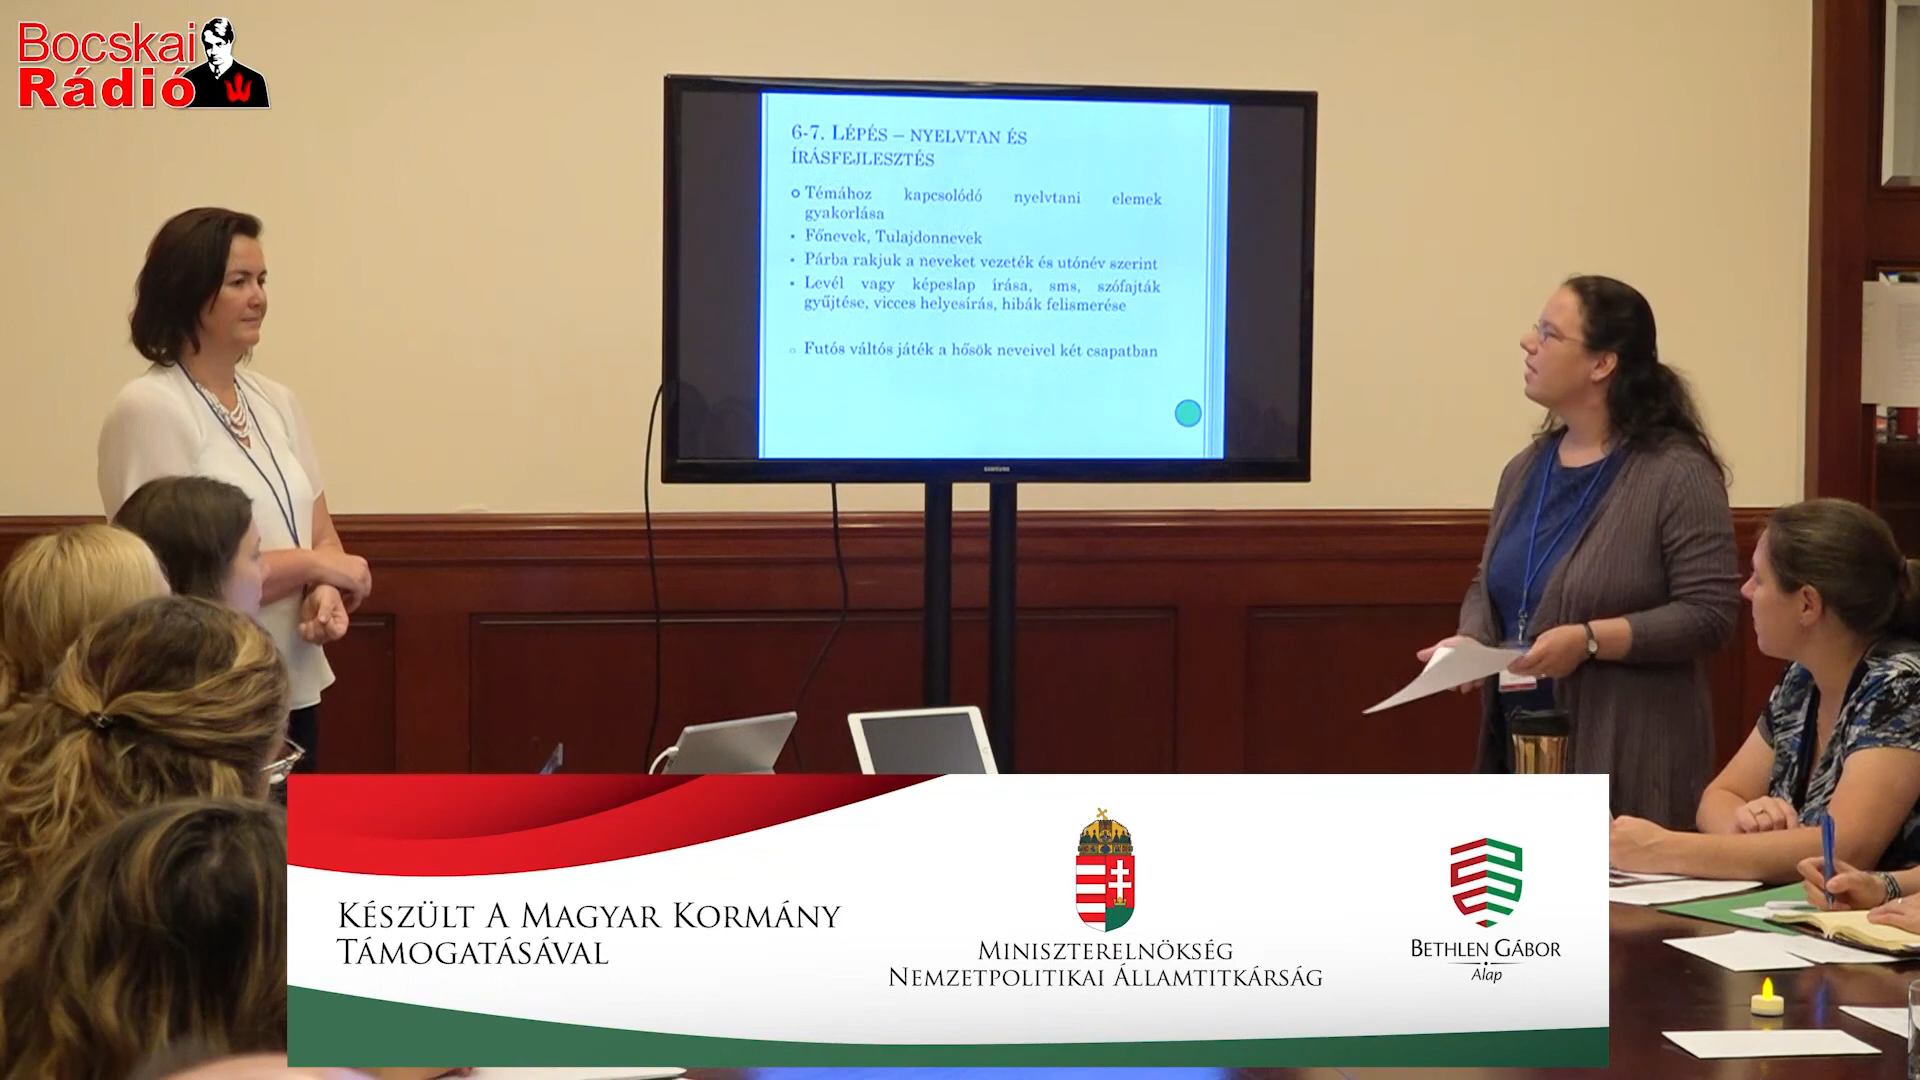 Bocskai
Rádió
6-7. LÉPÉS – NYELVTAN ÉS
ÍRÁSFEJLESZTÉS
Témához kapcsolódó nyelvtani elemek
gyakorlása
Főnevek, Tulajdonnevek
Párba rakjuk a neveket vezeték és utónév szerint
Levél vagy képeslap írása, sms, szófajták
gyűjtése, vicces helyesírás, hibák felismerése
Futós váltós játék a hősök neveivel két csapatban
SAMSUNG
KÉSZÜLT A MAGYAR KORMÁNY
TÁMOGATÁSÁVAL
MINISZTERELNÖKSÉG
NEMZETPOLITIKAI ÁLLAMTITKÁRSÁG
BETHLEN GÁBOR
Alap